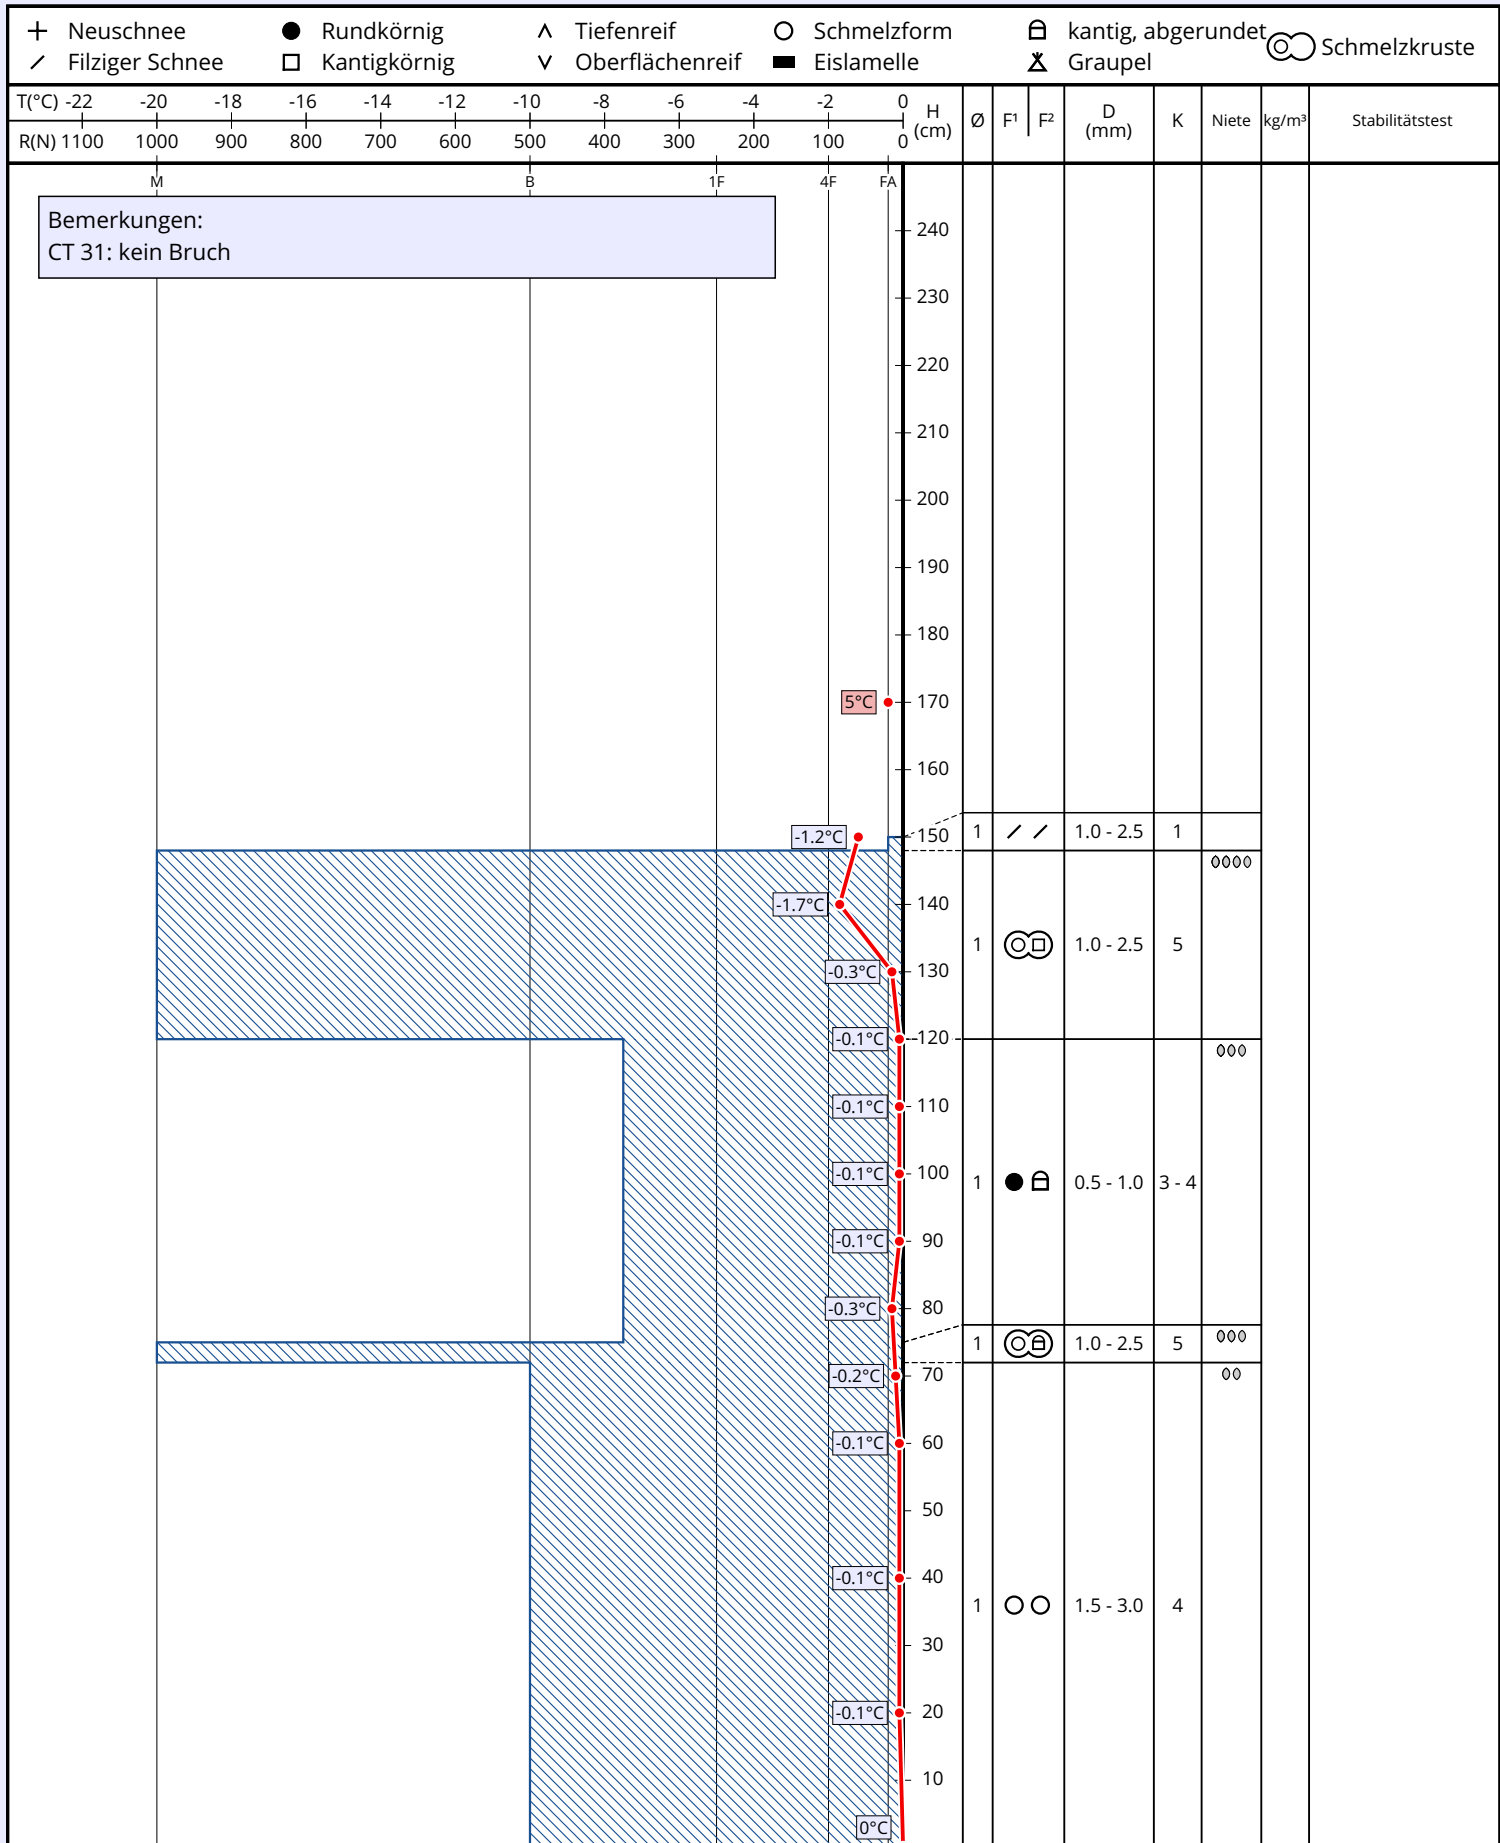 Neuschnee Rundkörnig Tiefenreif Schmelzform kantig, abgerundet Schmelzkruste
Filziger Schnee Kantigkörnig Oberflächenreif Eislamelle Graupel
T(°C) -22 -20 -18 -16 -14 -12 -10 -8 -6 -4 -2 0
R(N) 1100 1000 900 800 700 600 500 400 300 200 100 0
H (cm) Ø F¹ F² D (mm) K Niete kg/m³ Stabilitätstest
M B 1F 4F FA
Bemerkungen:
CT 31: kein Bruch
240
230
220
210
200
190
180
5°C 170
160
-1.2°C 150 1 1.0 - 2.5 1
-1.7°C 140
1 1.0 - 2.5 5
-0.3°C 130
-0.1°C 120
-0.1°C 110
-0.1°C 100
1 0.5 - 1.0 3 - 4
-0.1°C 90
-0.3°C 80
1 1.0 - 2.5 5
-0.2°C 70
-0.1°C 60
50
-0.1°C 40
1 1.5 - 3.0 4
30
-0.1°C 20
10
0°C